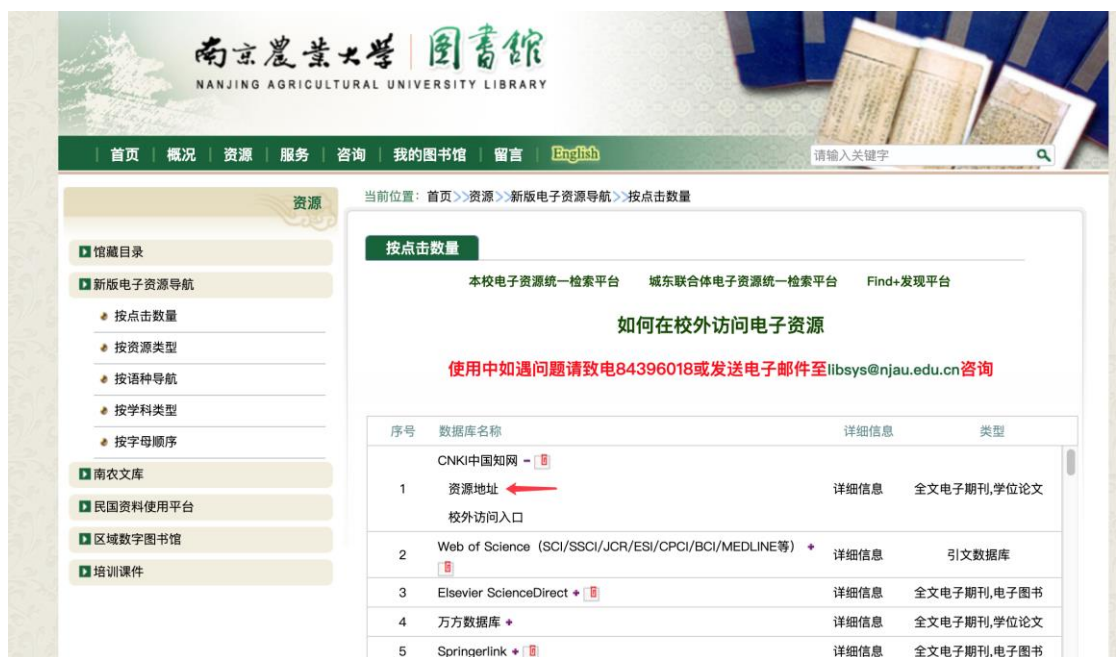 南京農業大學 圖書館
NANJING AGRICULTURAL UNIVERSITY LIBRARY
首页 概况 资源 服务 咨询 我的图书馆 留言 English 请输入关键字
资源
馆藏目录
新版电子资源导航
按点击数量
按资源类型
按语种导航
按学科类型
按字母顺序
南农文库
民国资料使用平台
区域数字图书馆
培训课件
当前位置：首页>>资源>>新版电子资源导航>>按点击数量
按点击数量
本校电子资源统一检索平台 城东联合体电子资源统一检索平台 Find+发现平台
如何在校外访问电子资源
使用中如遇问题请致电84396018或发送电子邮件至libsys@njau.edu.cn咨询
序号 数据库名称 详细信息 类型
CNKI中国知网
1 资源地址 详细信息 全文电子期刊,学位论文
校外访问入口
2 Web of Science（SCI/SSCI/JCR/ESI/CPCI/BCI/MEDLINE等） 详细信息 引文数据库
3 Elsevier ScienceDirect 详细信息 全文电子期刊,电子图书
4 万方数据库 详细信息 全文电子期刊,学位论文
5 Springerlink 详细信息 全文电子期刊,电子图书